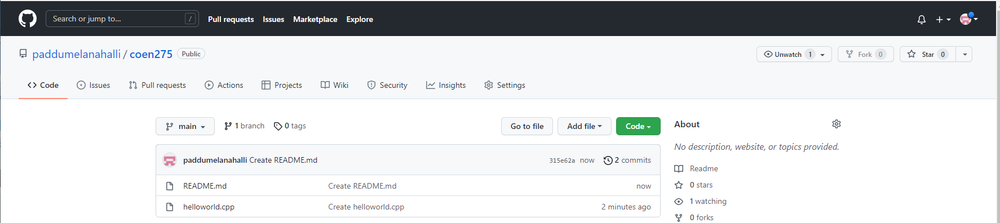 Search or jump to... / Pull requests Issues Marketplace Explore
paddumelanahalli / coen275 Public Unwatch 1 Fork 0 Star 0
Code Issues Pull requests Actions Projects Wiki Security Insights Settings
main 1 branch 0 tags Go to file Add file Code About
No description, website, or topics provided.
paddumelanahalli Create README.md 315e62a now 2 commits
Readme
README.md Create README.md now 0 stars
helloworld.cpp Create helloworld.cpp 2 minutes ago 1 watching
0 forks